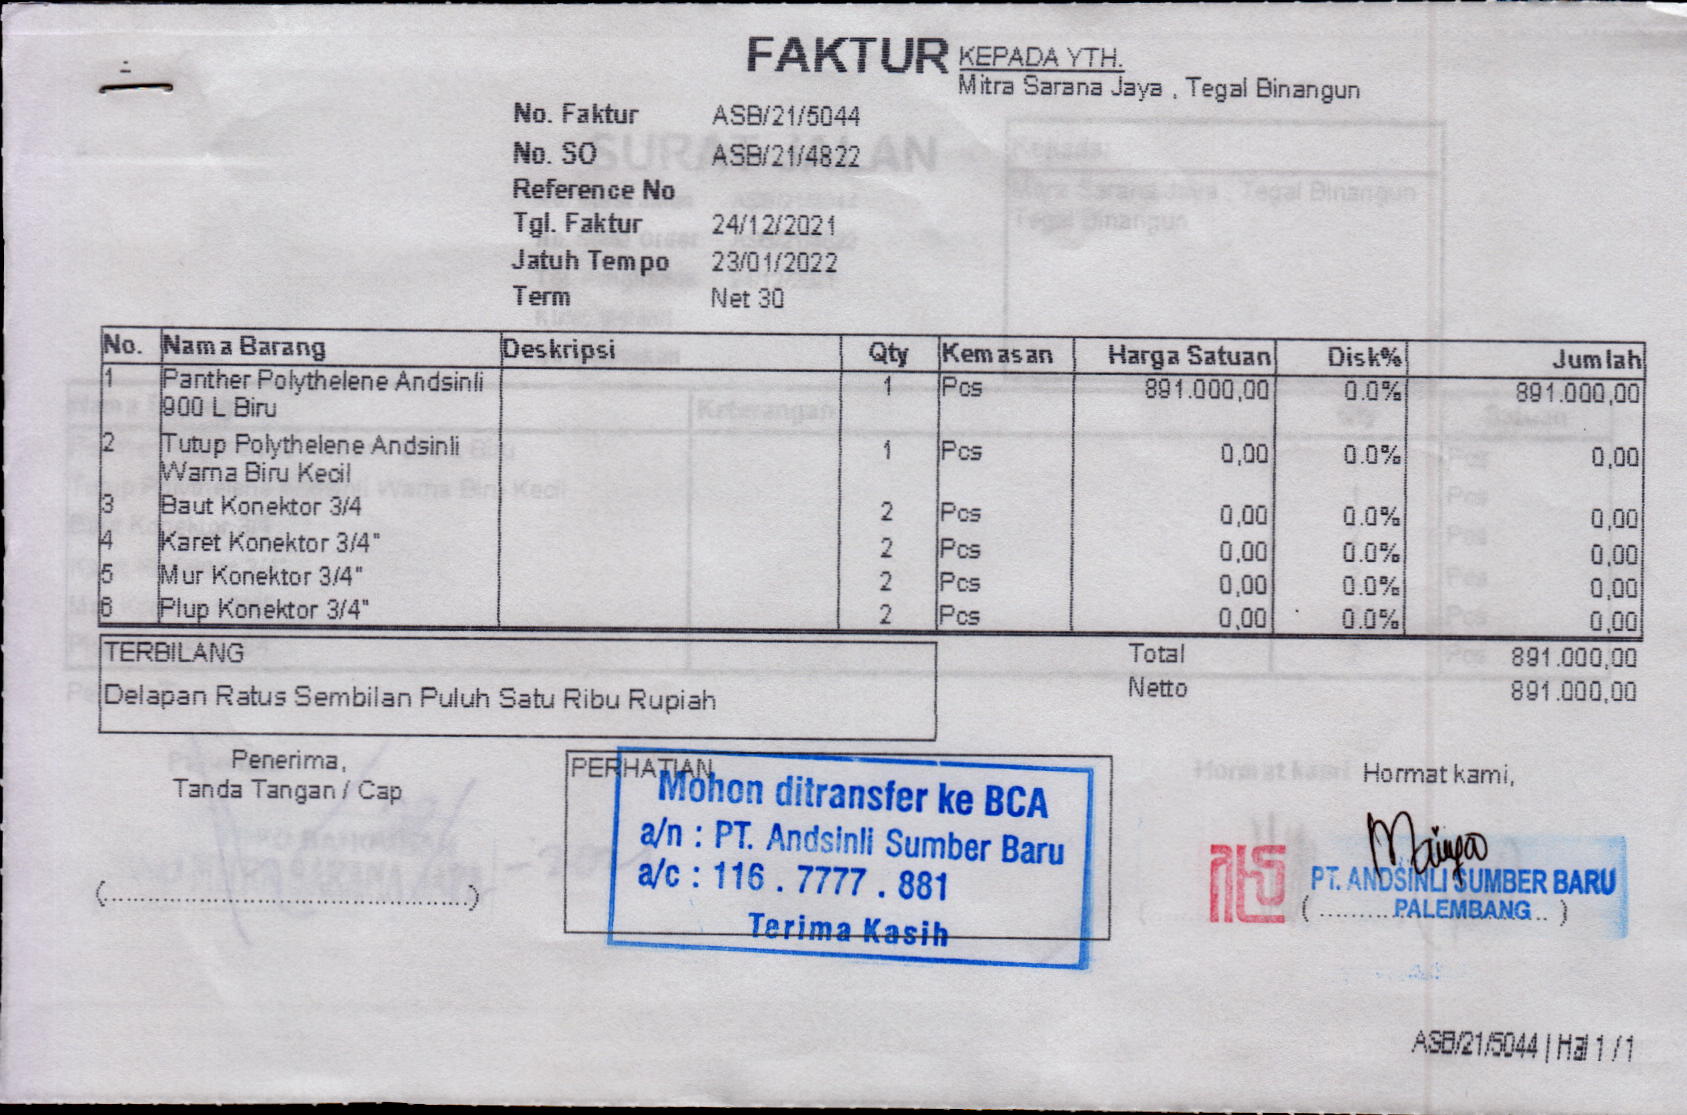 FAKTUR
KEPADA YTH.
Mitra Sarana Jaya , Tegal Binangun
No. Faktur ASB/21/5044
No. SO ASB/21/4822
Reference No
Tgl. Faktur 24/12/2021
Jatuh Tempo 23/01/2022
Term Net 30
No. Nama Barang Deskripsi Qty Kemasan Harga Satuan Disk% Jumlah
1 Panther Polythelene Andsinli 1 Pcs 891.000,00 0.0% 891.000,00
900 L Biru
2 Tutup Polythelene Andsinli 1 Pcs 0,00 0.0% 0,00
Warna Biru Kecil
3 Baut Konektor 3/4 2 Pcs 0,00 0.0% 0,00
4 Karet Konektor 3/4" 2 Pcs 0,00 0.0% 0,00
5 Mur Konektor 3/4" 2 Pcs 0,00 0.0% 0,00
6 Plup Konektor 3/4" 2 Pcs 0,00 0.0% 0,00
TERBILANG
Delapan Ratus Sembilan Puluh Satu Ribu Rupiah
Total 891.000,00
Netto 891.000,00
Penerima,
Tanda Tangan / Cap
(............................................)
PERHATIAN
Mohon ditransfer ke BCA
a/n : PT. Andsinli Sumber Baru
a/c : 116 . 7777 . 881
Terima Kasih
Hormat kami,
PT. ANDSINLI SUMBER BARU
PALEMBANG
ASB/21/5044 | Hal 1 / 1